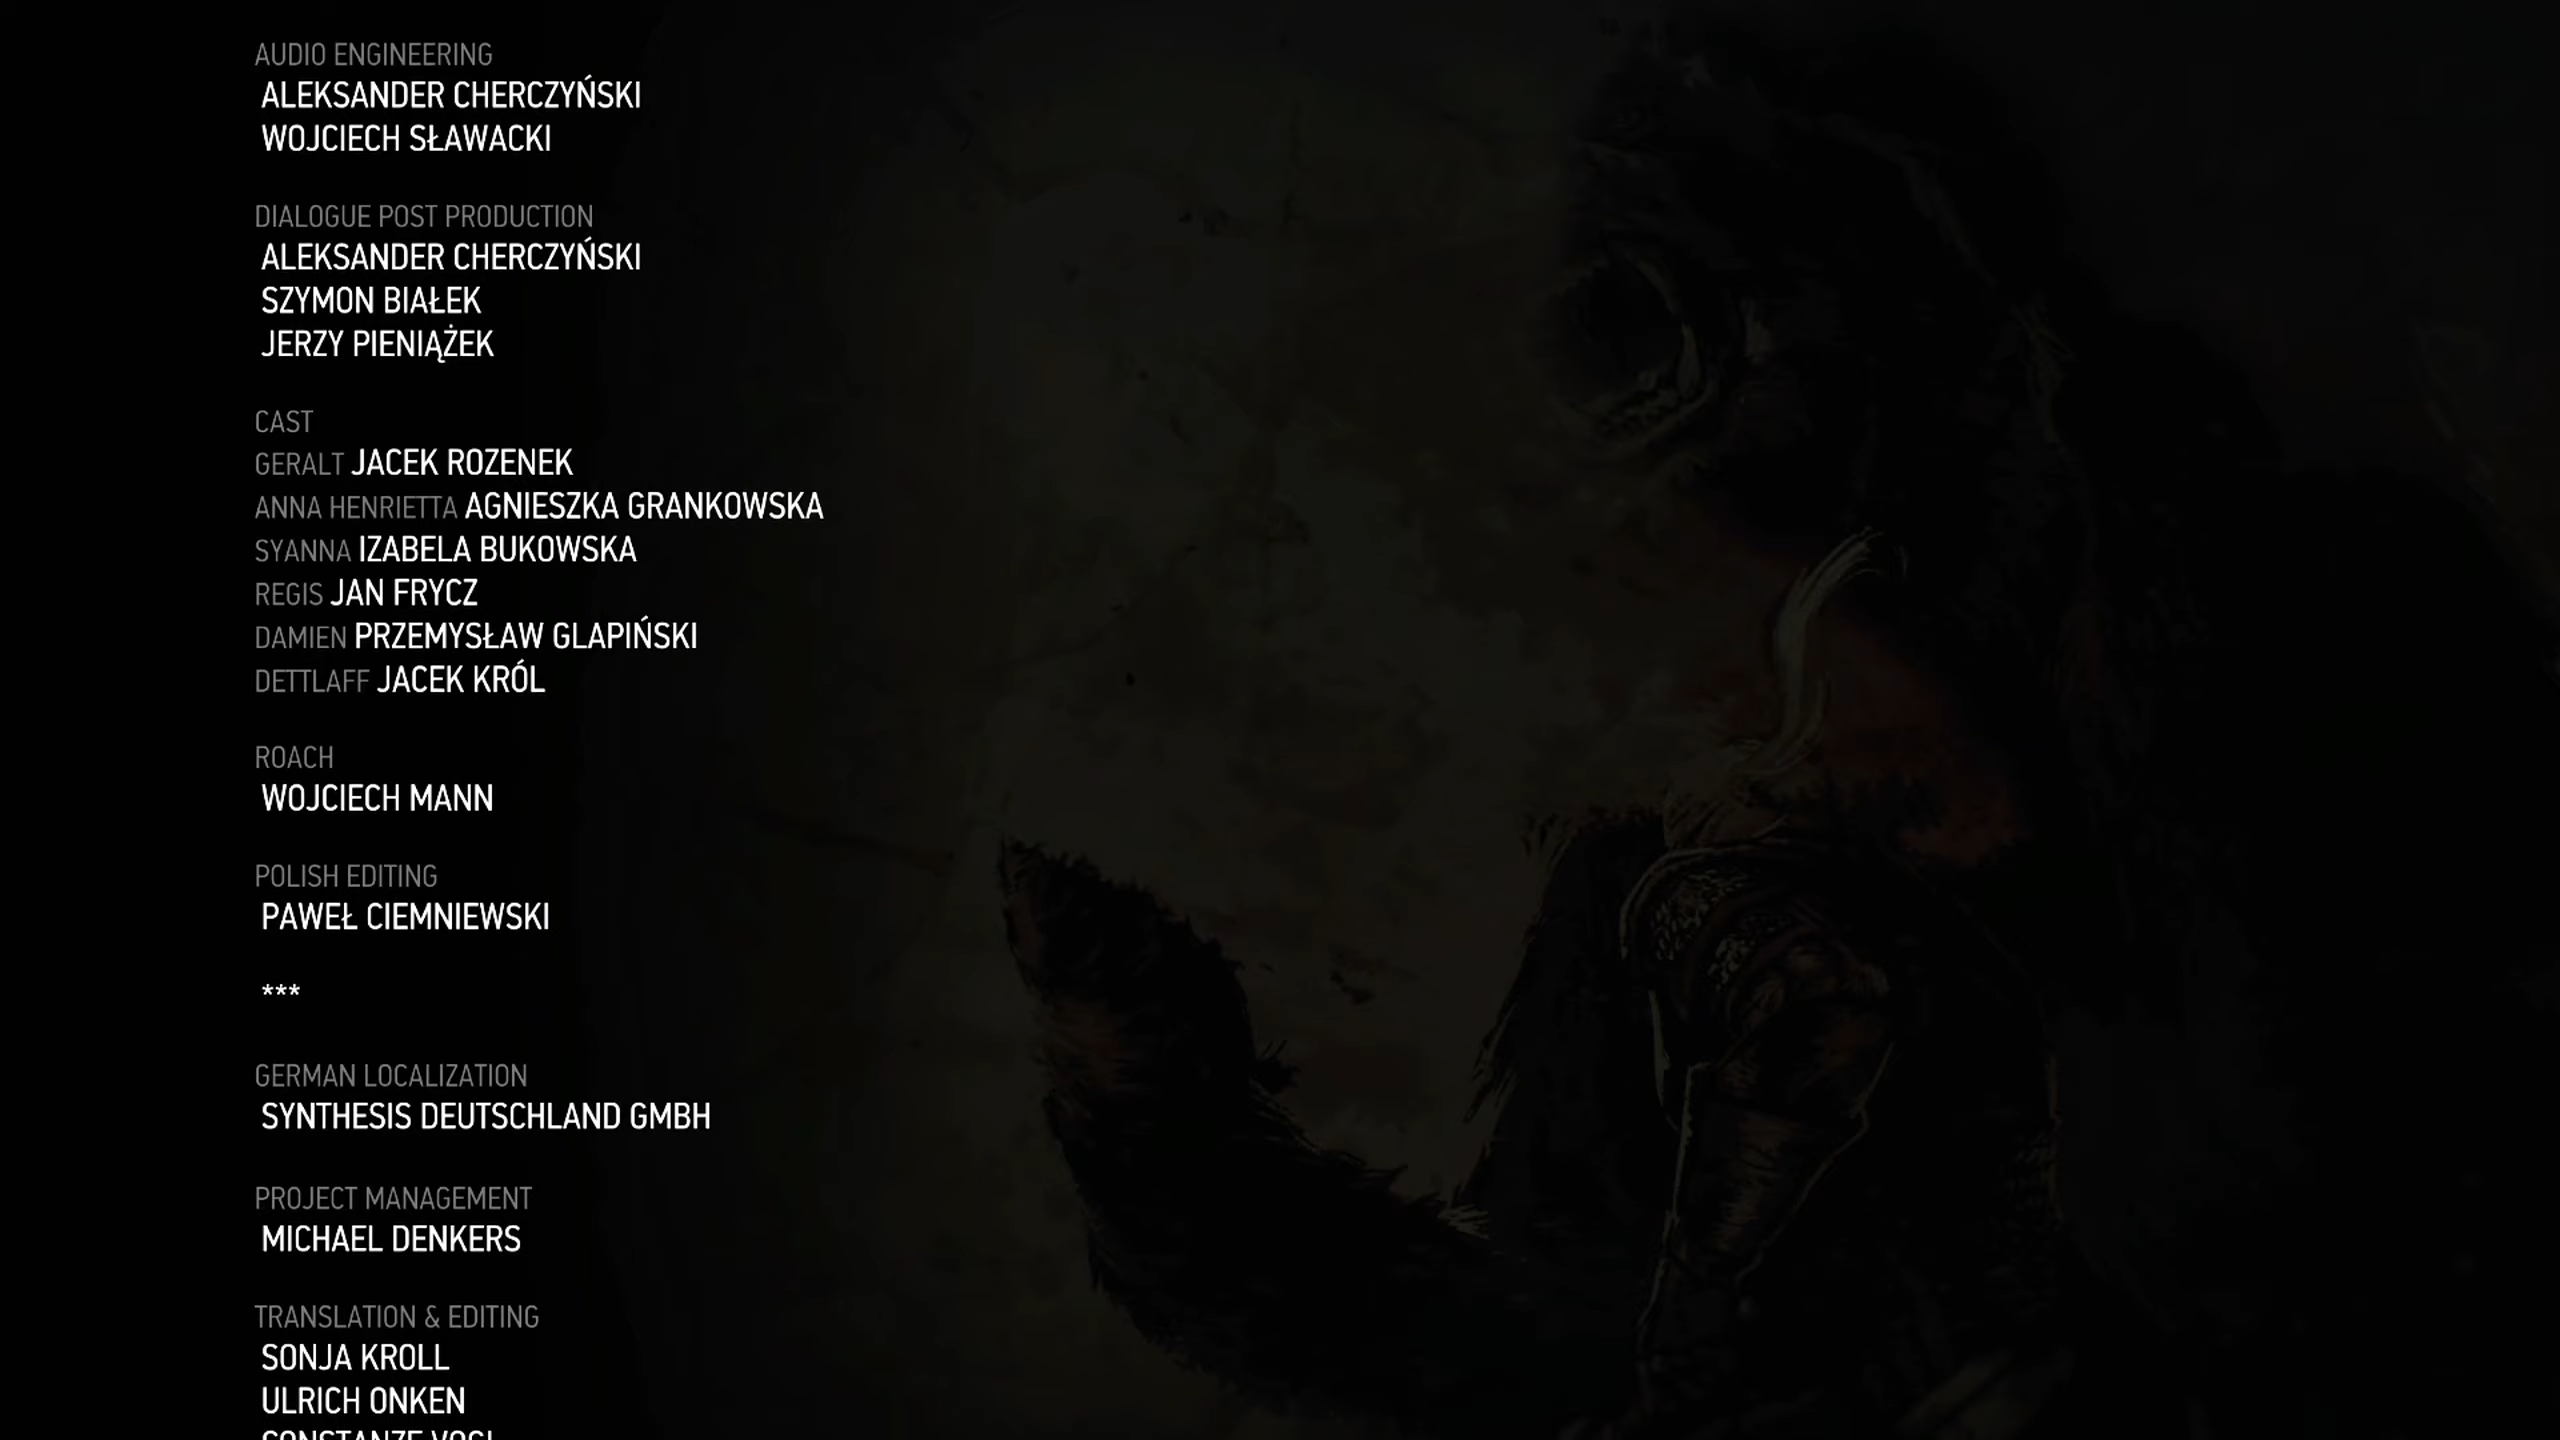 AUDIO ENGINEERING
ALEKSANDER CHERCZYŃSKI
WOJCIECH SŁAWACKI
DIALOGUE POST PRODUCTION
ALEKSANDER CHERCZYŃSKI
SZYMON BIAŁEK
JERZY PIENIĄŻEK
CAST
GERALT JACEK ROZENEK
ANNA HENRIETTA AGNIESZKA GRANKOWSKA
SYANNA IZABELA BUKOWSKA
REGIS JAN FRYCZ
DAMIEN PRZEMYSŁAW GLAPIŃSKI
DETTLAFF JACEK KRÓL
ROACH
WOJCIECH MANN
POLISH EDITING
PAWEŁ CIEMNIEWSKI
***
GERMAN LOCALIZATION
SYNTHESIS DEUTSCHLAND GMBH
PROJECT MANAGEMENT
MICHAEL DENKERS
TRANSLATION & EDITING
SONJA KROLL
ULRICH ONKEN
CONSTANZE